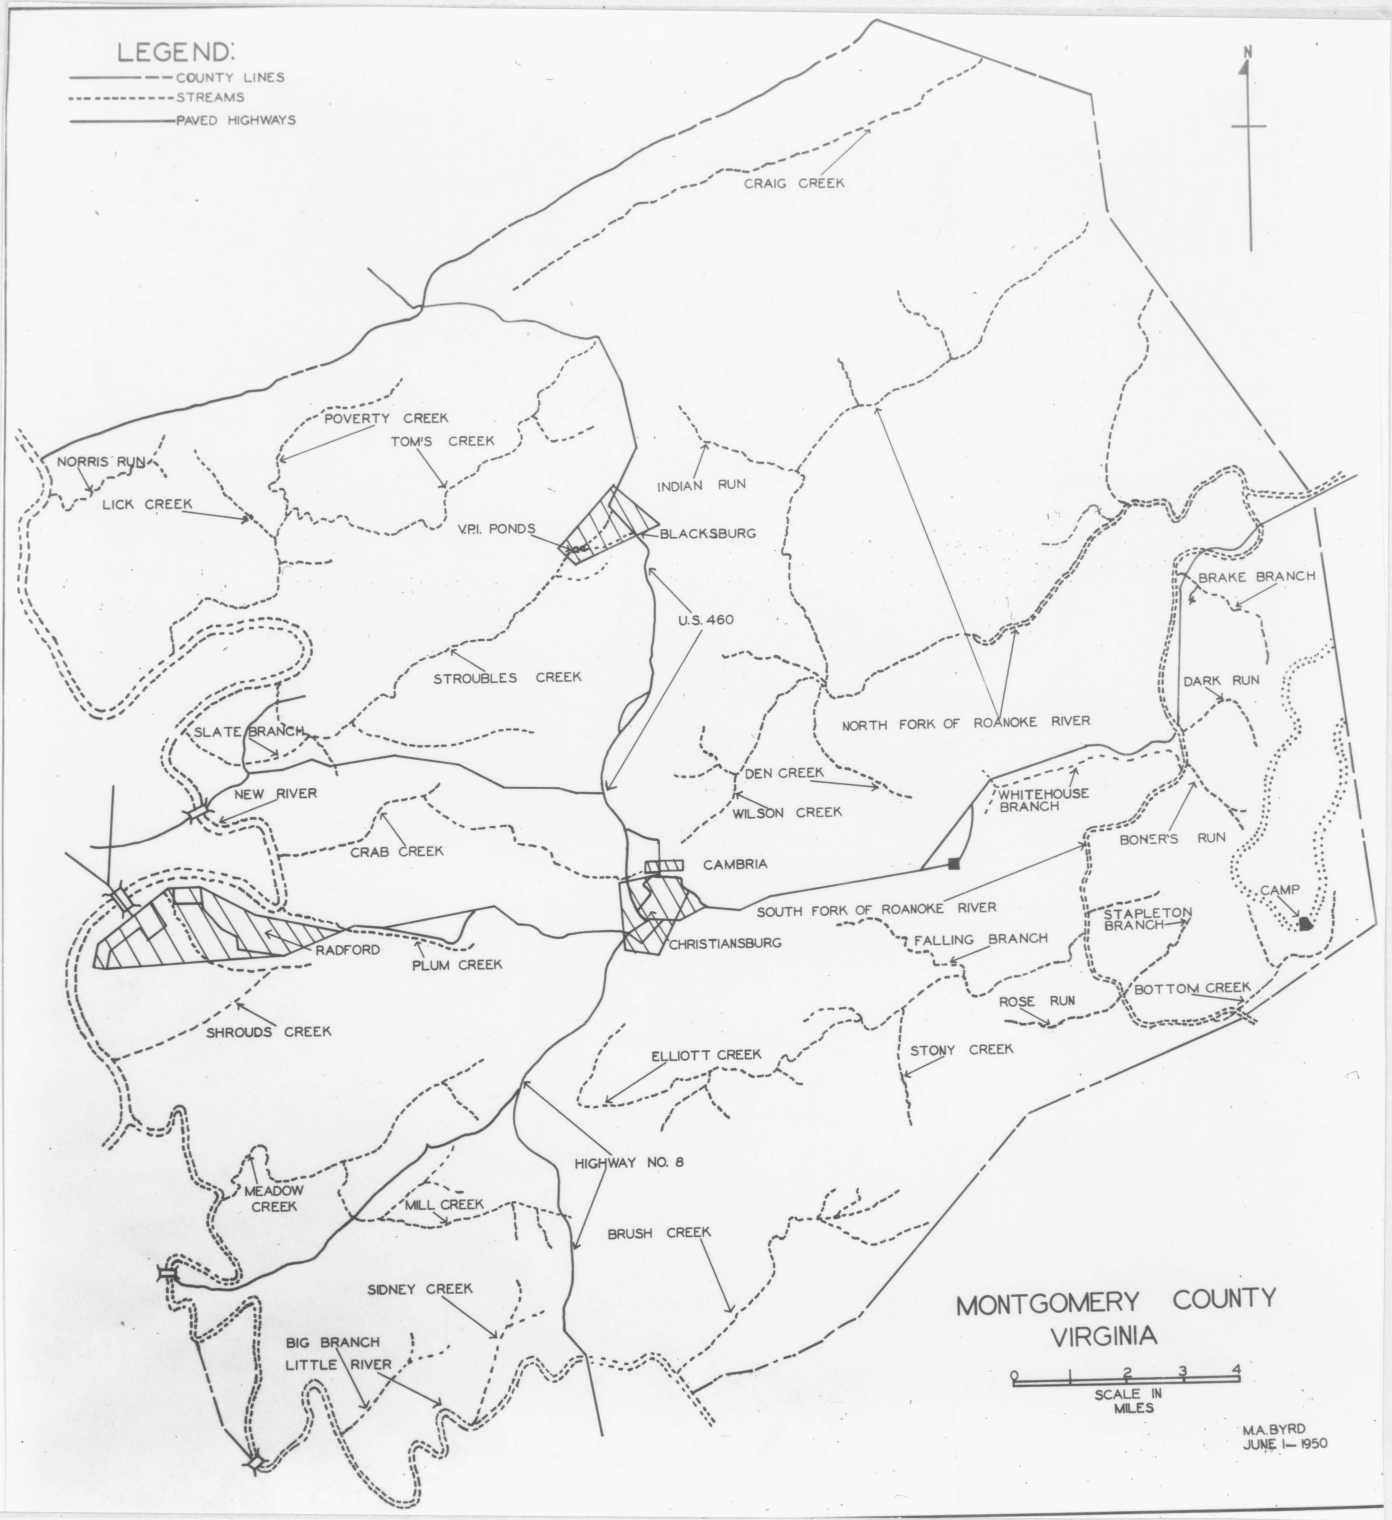 LEGEND:
COUNTY LINES
STREAMS
PAVED HIGHWAYS
N
CRAIG CREEK
POVERTY CREEK
TOM'S CREEK
NORRIS RUN
LICK CREEK
INDIAN RUN
V.P.I. PONDS
BLACKSBURG
BRAKE BRANCH
U.S. 460
STROUBLES CREEK
DARK RUN
NORTH FORK OF ROANOKE RIVER
SLATE BRANCH
DEN CREEK
NEW RIVER
WHITEHOUSE
BRANCH
WILSON CREEK
BONER'S RUN
CRAB CREEK
CAMBRIA
CAMP
SOUTH FORK OF ROANOKE RIVER
STAPLETON
BRANCH
RADFORD
CHRISTIANSBURG
FALLING BRANCH
PLUM CREEK
BOTTOM CREEK
ROSE RUN
SHROUDS CREEK
ELLIOTT CREEK
STONY CREEK
HIGHWAY NO. 8
MEADOW
CREEK
MILL CREEK
BRUSH CREEK
SIDNEY CREEK
BIG BRANCH
LITTLE RIVER
MONTGOMERY COUNTY
VIRGINIA
0 2 3 4
SCALE IN
MILES
M.A. BYRD
JUNE 1-1950